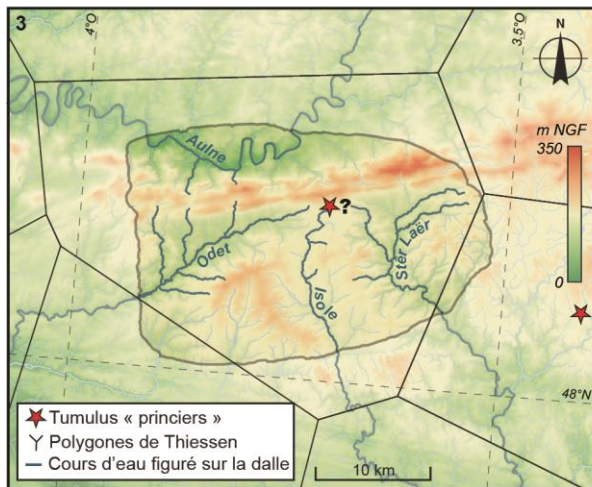 3
4°O
3.5°O
N
m NGF
350
0
Aulne
?
Odet
Isole
Stêr Laër
48°N
Tumulus « princiers »
Polygones de Thiessen
Cours d'eau figuré sur la dalle
10 km